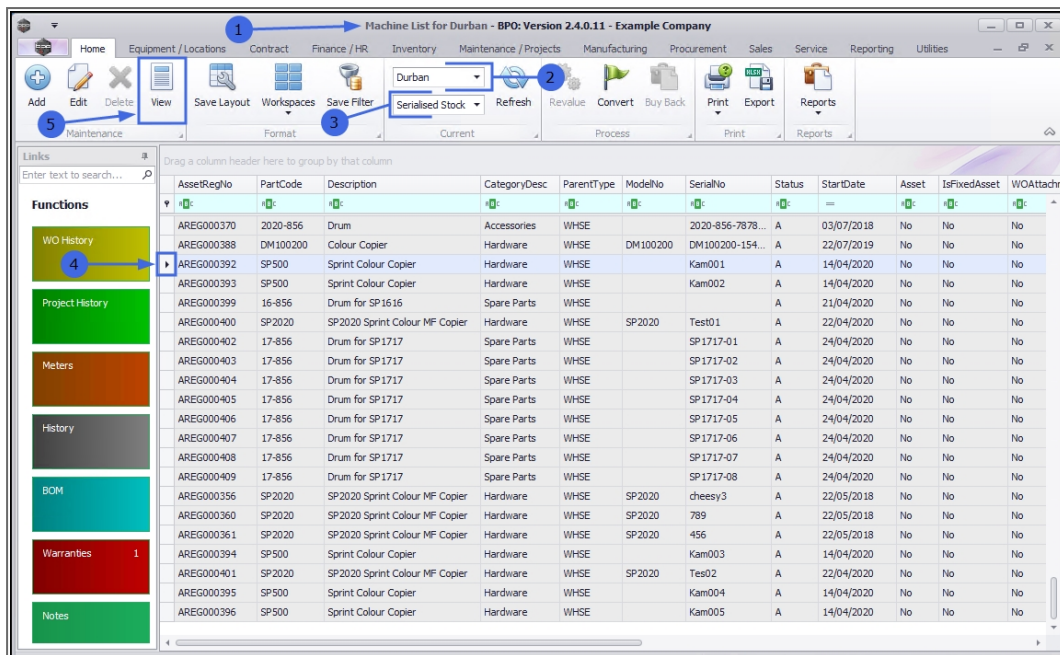 Machine List for Durban - BPO: Version 2.4.0.11 - Example Company
1
Home Equipment / Locations Contract Finance / HR Inventory Maintenance / Projects Manufacturing Procurement Sales Service Reporting Utilities
Durban
2
Serialised Stock
3
Add Edit Delete View Save Layout Workspaces Save Filter Refresh Revalue Convert Buy Back Print Export Reports
5
Maintenance Format Current Process Print Reports
Links
Enter text to search...
Drag a column header here to group by that column
Functions
WO History
4
Project History
Meters
History
BOM
Warranties 1
Notes
AssetRegNo PartCode Description CategoryDesc ParentType ModelNo SerialNo Status StartDate Asset IsFixedAsset WOAttachm
AREG000370 2020-856 Drum Accessories WHSE 2020-856-7878... A 03/07/2018 No No No
AREG000388 DM100200 Colour Copier Hardware WHSE DM100200 DM100200-154... A 22/07/2019 No No No
AREG000392 SP500 Sprint Colour Copier Hardware WHSE Kam001 A 14/04/2020 No No No
AREG000393 SP500 Sprint Colour Copier Hardware WHSE Kam002 A 14/04/2020 No No No
AREG000399 16-856 Drum for SP1616 Spare Parts WHSE A 21/04/2020 No No No
AREG000400 SP2020 SP2020 Sprint Colour MF Copier Hardware WHSE SP2020 Test01 A 22/04/2020 No No No
AREG000402 17-856 Drum for SP1717 Spare Parts WHSE SP1717-01 A 24/04/2020 No No No
AREG000403 17-856 Drum for SP1717 Spare Parts WHSE SP1717-02 A 24/04/2020 No No No
AREG000404 17-856 Drum for SP1717 Spare Parts WHSE SP1717-03 A 24/04/2020 No No No
AREG000405 17-856 Drum for SP1717 Spare Parts WHSE SP1717-04 A 24/04/2020 No No No
AREG000406 17-856 Drum for SP1717 Spare Parts WHSE SP1717-05 A 24/04/2020 No No No
AREG000407 17-856 Drum for SP1717 Spare Parts WHSE SP1717-06 A 24/04/2020 No No No
AREG000408 17-856 Drum for SP1717 Spare Parts WHSE SP1717-07 A 24/04/2020 No No No
AREG000409 17-856 Drum for SP1717 Spare Parts WHSE SP1717-08 A 24/04/2020 No No No
AREG000356 SP2020 SP2020 Sprint Colour MF Copier Hardware WHSE SP2020 cheesy3 A 22/05/2018 No No No
AREG000360 SP2020 SP2020 Sprint Colour MF Copier Hardware WHSE SP2020 789 A 22/05/2018 No No No
AREG000361 SP2020 SP2020 Sprint Colour MF Copier Hardware WHSE SP2020 456 A 22/05/2018 No No No
AREG000394 SP500 Sprint Colour Copier Hardware WHSE Kam003 A 14/04/2020 No No No
AREG000401 SP2020 SP2020 Sprint Colour MF Copier Hardware WHSE SP2020 Tes02 A 22/04/2020 No No No
AREG000395 SP500 Sprint Colour Copier Hardware WHSE Kam004 A 14/04/2020 No No No
AREG000396 SP500 Sprint Colour Copier Hardware WHSE Kam005 A 14/04/2020 No No No